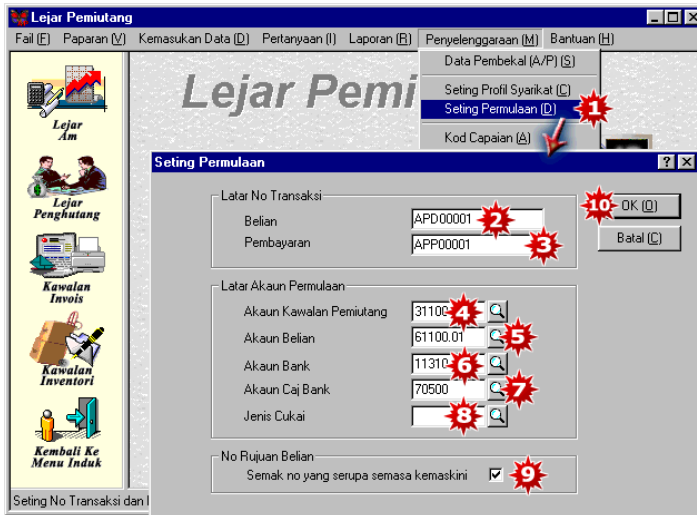 Lejar Pemiutang
Fail (F) Paparan (V) Kemasukan Data (D) Pertanyaan (I) Laporan (R) Penyelenggaraan (M) Bantuan (H)
Data Pembekal (A/P) (S)
Seting Profil Syarikat (C)
Seting Permulaan (D) 1
Kod Capaian (A)
Lejar Pemi
Lejar
Am
Lejar
Penghutang
Kawalan
Invois
Kawalan
Inventori
Kembali Ke
Menu Induk
Seting No Transaksi dan
Seting Permulaan
Latar No Transaksi
Belian APD00001 2
Pembayaran APP00001 3
10 OK (O)
Batal (C)
Latar Akaun Permulaan
Akaun Kawalan Pemiutang 31100 4
Akaun Belian 61100.01 5
Akaun Bank 11310 6
Akaun Caj Bank 70500 7
Jenis Cukai 8
No Rujuan Belian
Semak no yang serupa semasa kemaskini 9